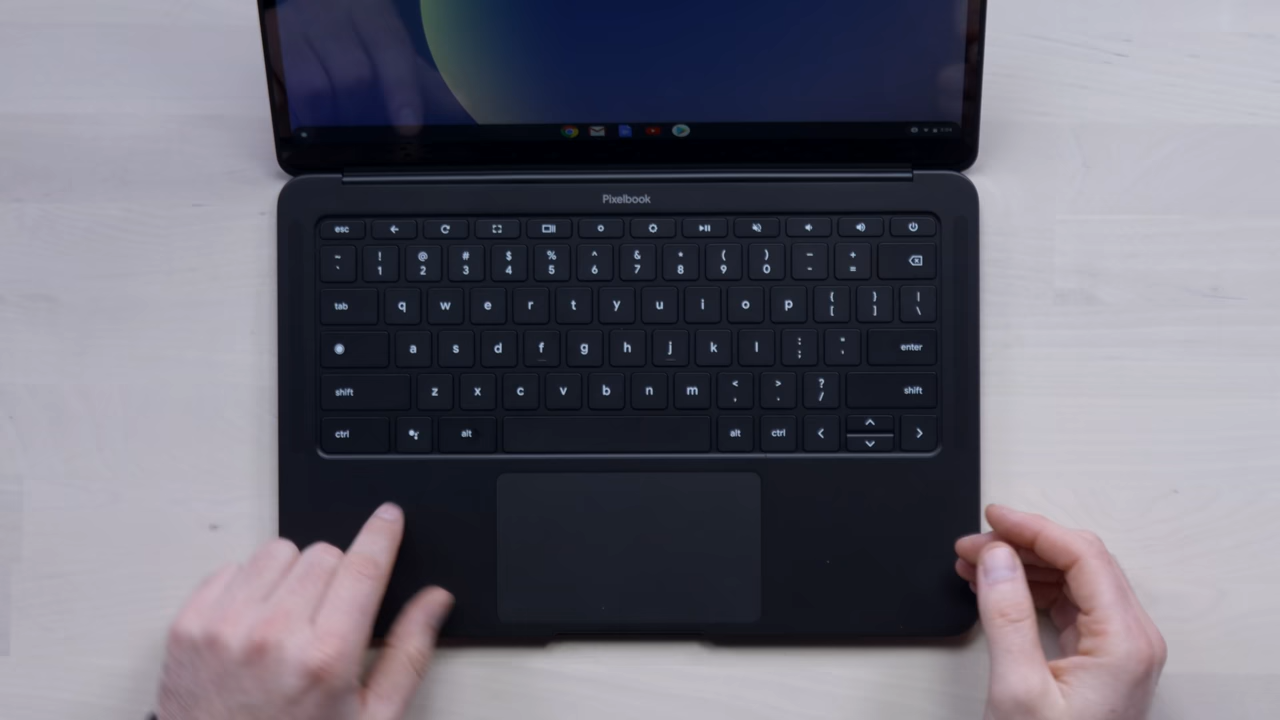 Pixelbook
esc
~ ! @ # $ % ^ & * ( ) – +
` 1 2 3 4 5 6 7 8 9 0 - =
tab q w e r t y u i o p { } |
[ ] \
a s d f g h j k l : " enter
; '
shift z x c v b n m < > ? shift
, . /
ctrl alt alt ctrl